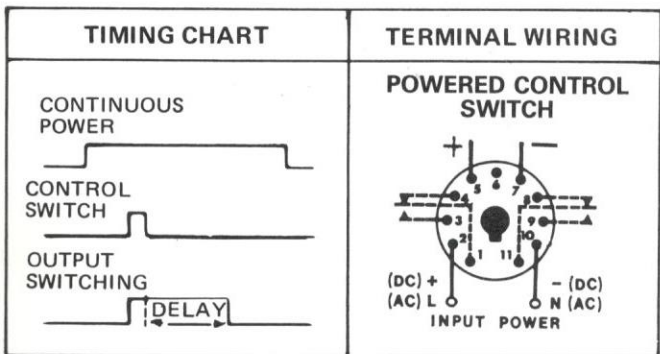 TIMING CHART
TERMINAL WIRING
CONTINUOUS
POWER
CONTROL
SWITCH
OUTPUT
SWITCHING
DELAY
POWERED CONTROL
SWITCH
+ −
5 6 7
4 8
3 9
2 10
1 11
(DC) + − (DC)
(AC) L N (AC)
INPUT POWER